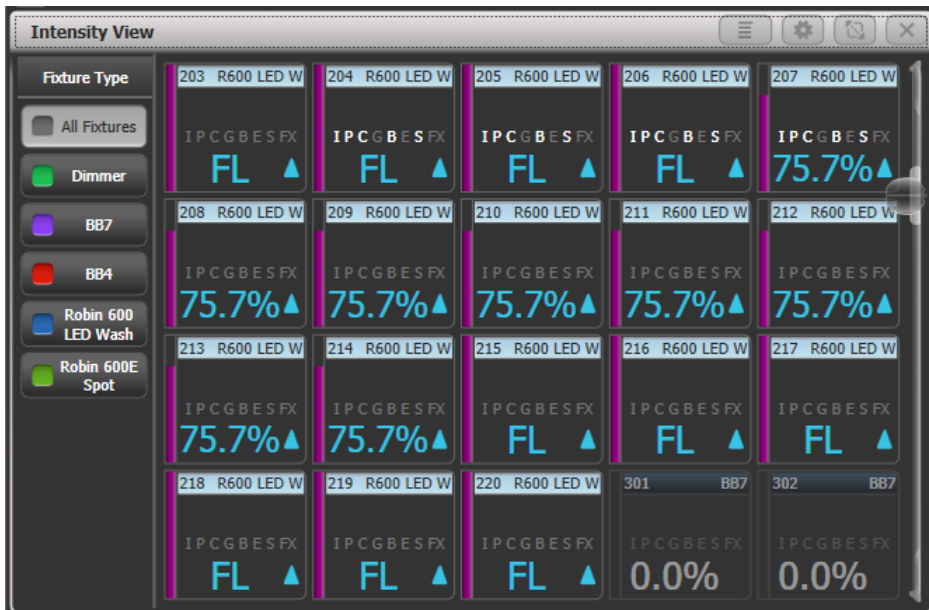 Intensity View
Fixture Type
All Fixtures
Dimmer
BB7
BB4
Robin 600
LED Wash
Robin 600E
Spot
203 R600 LED W
IPCGBESFX
FL
204 R600 LED W
IPCGBESFX
FL
205 R600 LED W
IPCGBESFX
FL
206 R600 LED W
IPCGBESFX
FL
207 R600 LED W
IPCGBESFX
75.7%
208 R600 LED W
IPCGBESFX
75.7%
209 R600 LED W
IPCGBESFX
75.7%
210 R600 LED W
IPCGBESFX
75.7%
211 R600 LED W
IPCGBESFX
75.7%
212 R600 LED W
IPCGBESFX
75.7%
213 R600 LED W
IPCGBESFX
75.7%
214 R600 LED W
IPCGBESFX
75.7%
215 R600 LED W
IPCGBESFX
FL
216 R600 LED W
IPCGBESFX
FL
217 R600 LED W
IPCGBESFX
FL
218 R600 LED W
IPCGBESFX
FL
219 R600 LED W
IPCGBESFX
FL
220 R600 LED W
IPCGBESFX
FL
301 BB7
IPCGBESFX
0.0%
302 BB7
IPCGBESFX
0.0%